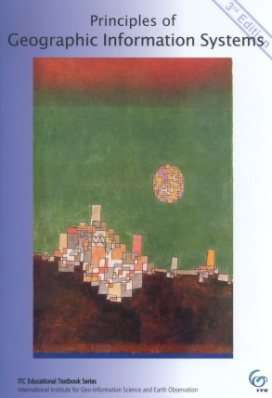 Principles of
Geographic Information Systems
3rd Edition
ITC Educational Textbook Series
International Institute for Geo-information Science and Earth Observation
ITC